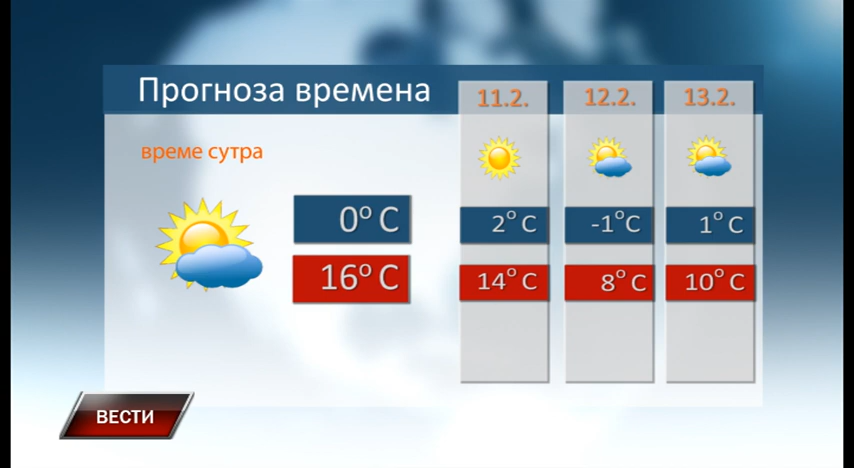 Прогноза времена
време сутра
0° C
16° C
11.2.
2° C
14° C
12.2.
-1°C
8° C
13.2.
1° C
10° C
ВЕСТИ